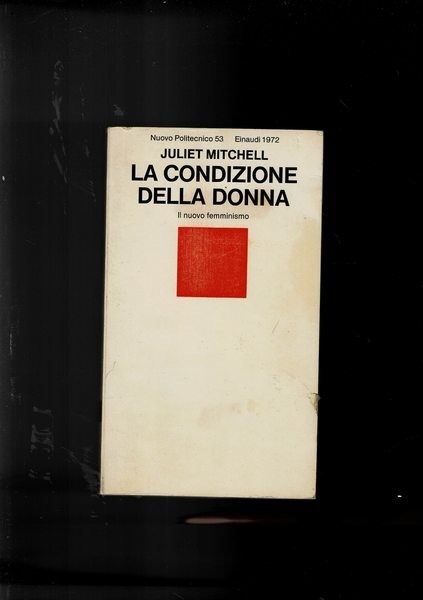 Nuovo Politecnico 53 Einaudi 1972
JULIET MITCHELL
LA CONDIZIONE
DELLA DONNA
Il nuovo femminismo